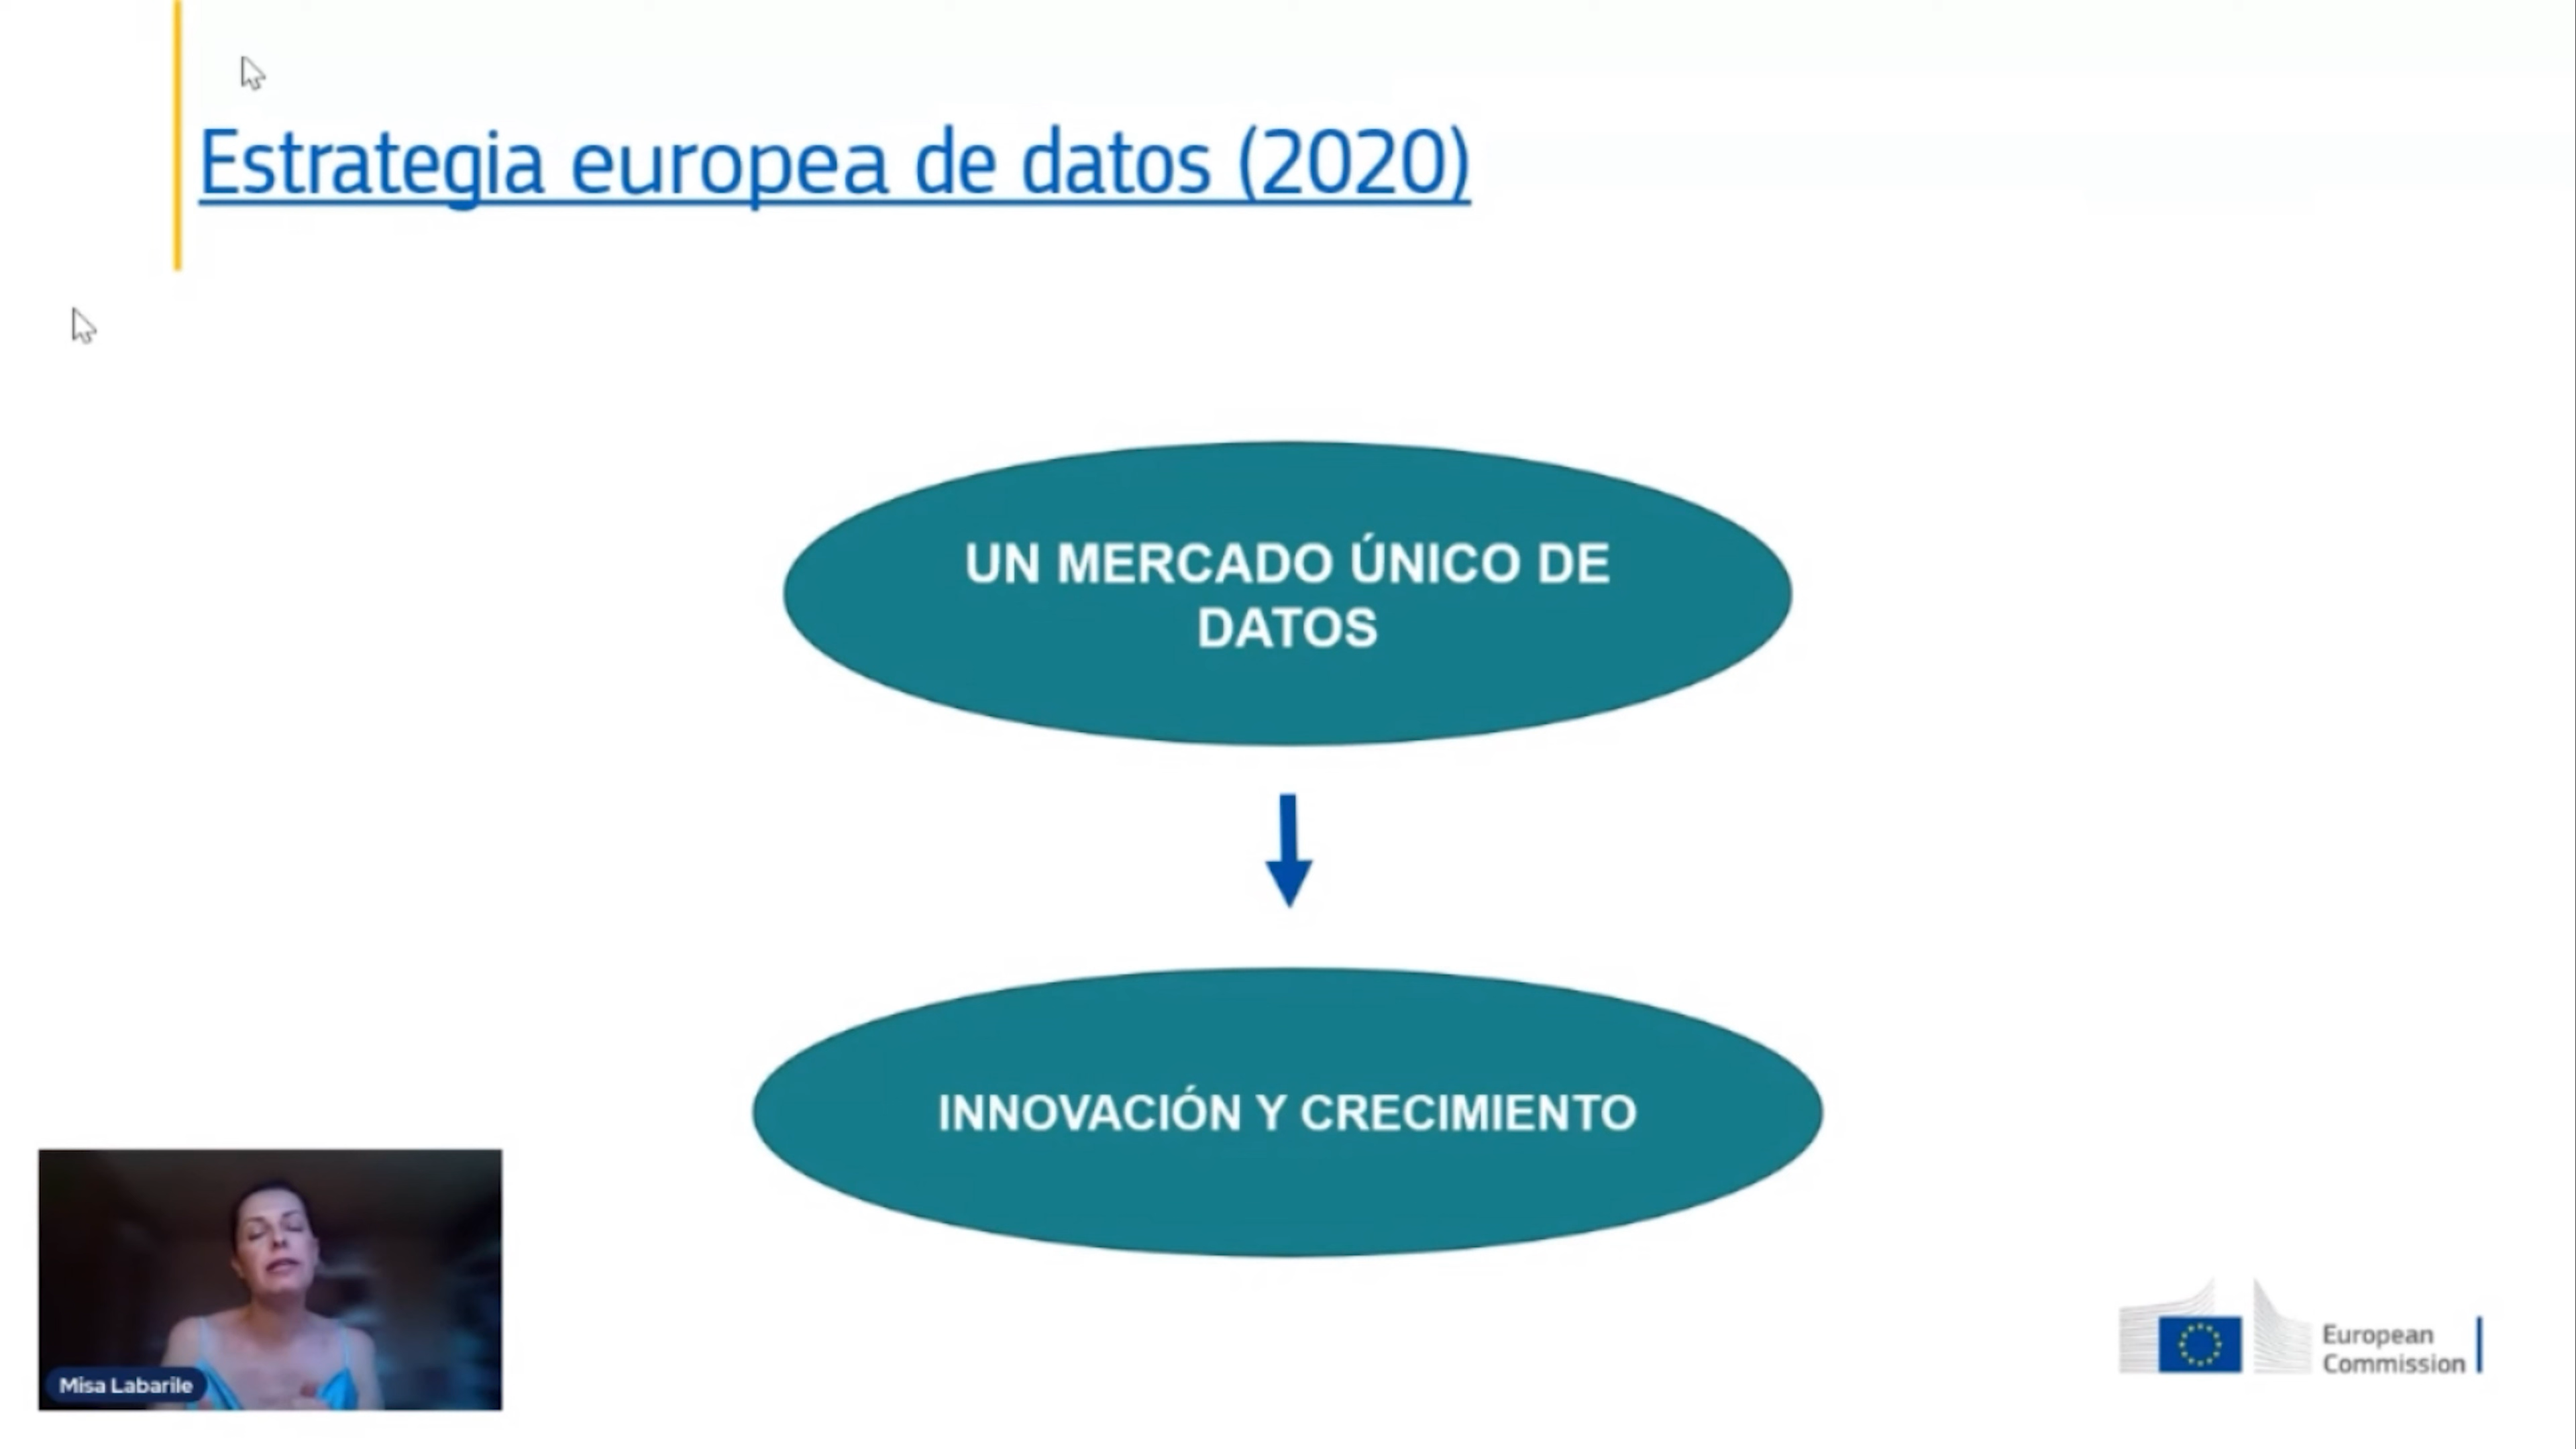 Estrategia europea de datos (2020)
UN MERCADO ÚNICO DE
DATOS
INNOVACIÓN Y CRECIMIENTO
Misa Labarile
European
Commission